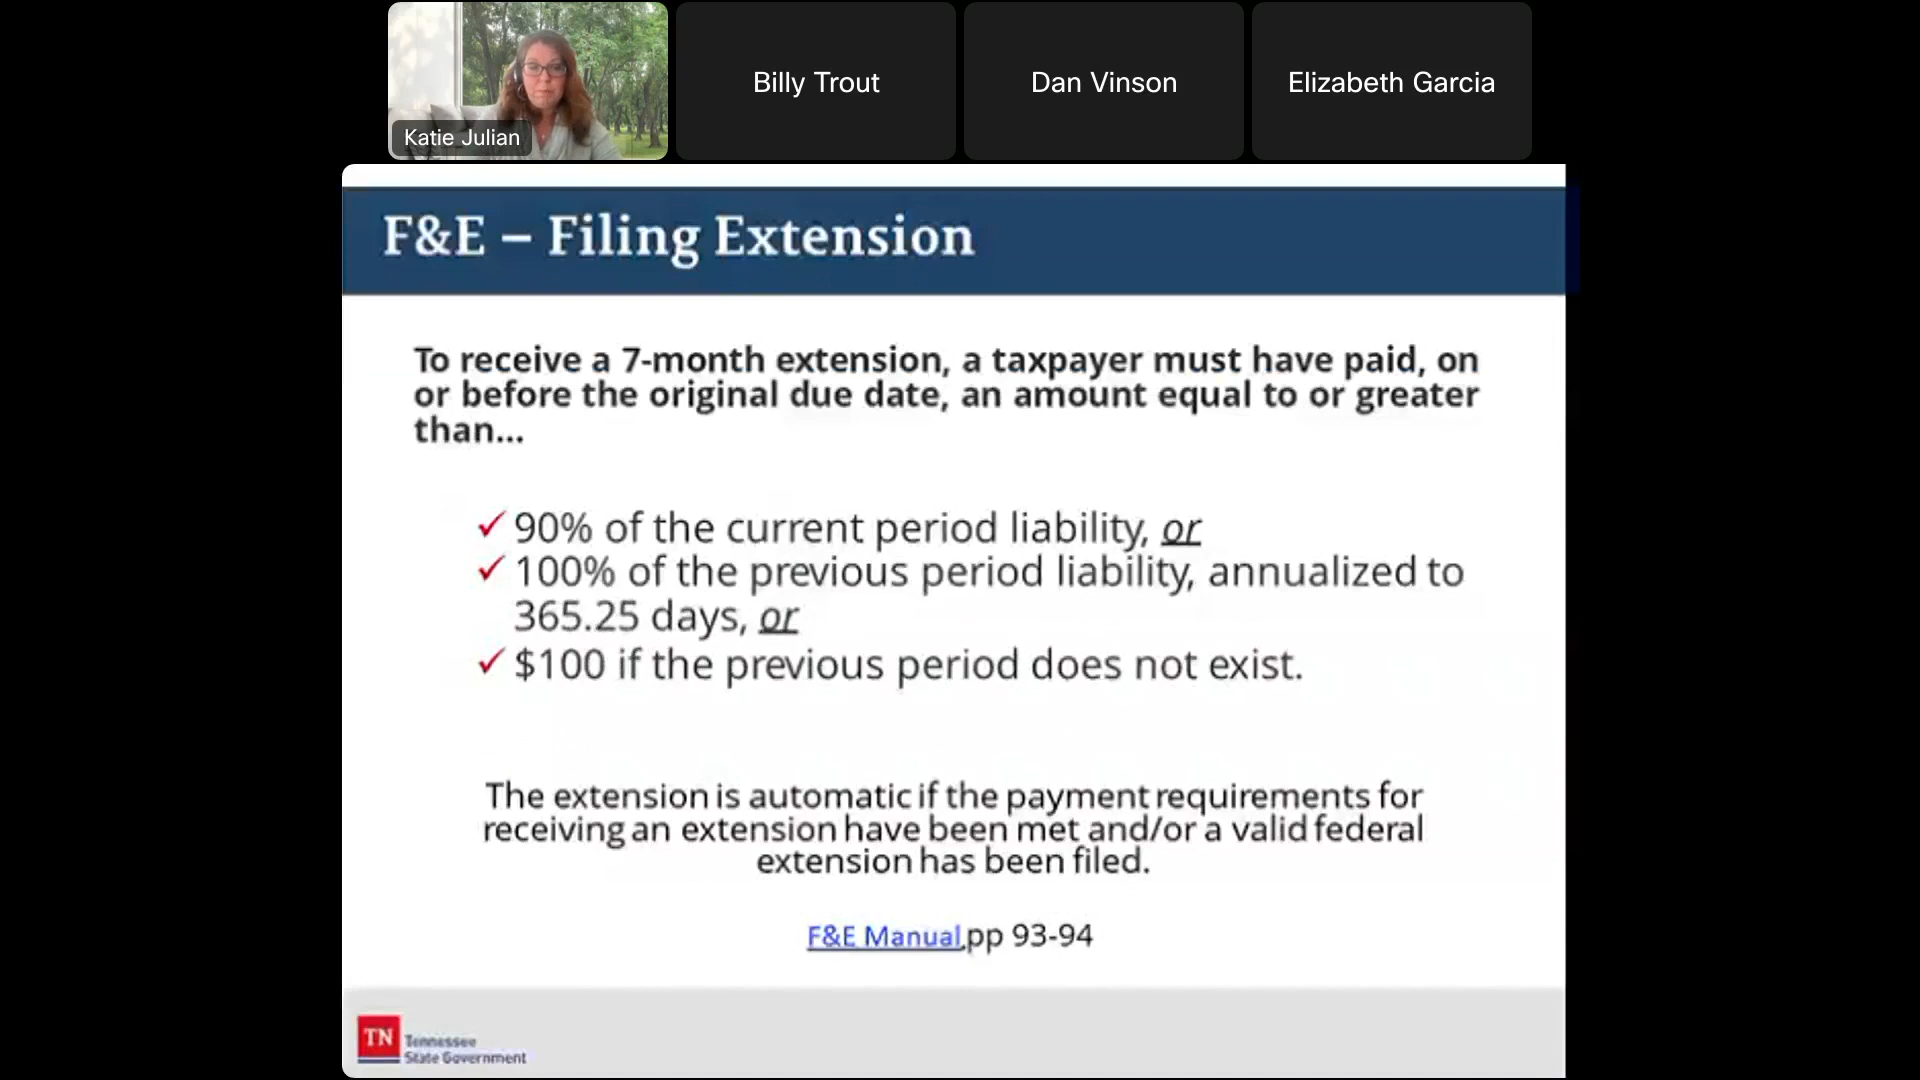 Katie Julian
Billy Trout
Dan Vinson
Elizabeth Garcia
F&E – Filing Extension
To receive a 7-month extension, a taxpayer must have paid, on
or before the original due date, an amount equal to or greater
than...
✓ 90% of the current period liability, or
✓ 100% of the previous period liability, annualized to
365.25 days, or
✓ $100 if the previous period does not exist.
The extension is automatic if the payment requirements for
receiving an extension have been met and/or a valid federal
extension has been filed.
F&E Manual, pp 93-94
TN
Tennessee
State Government